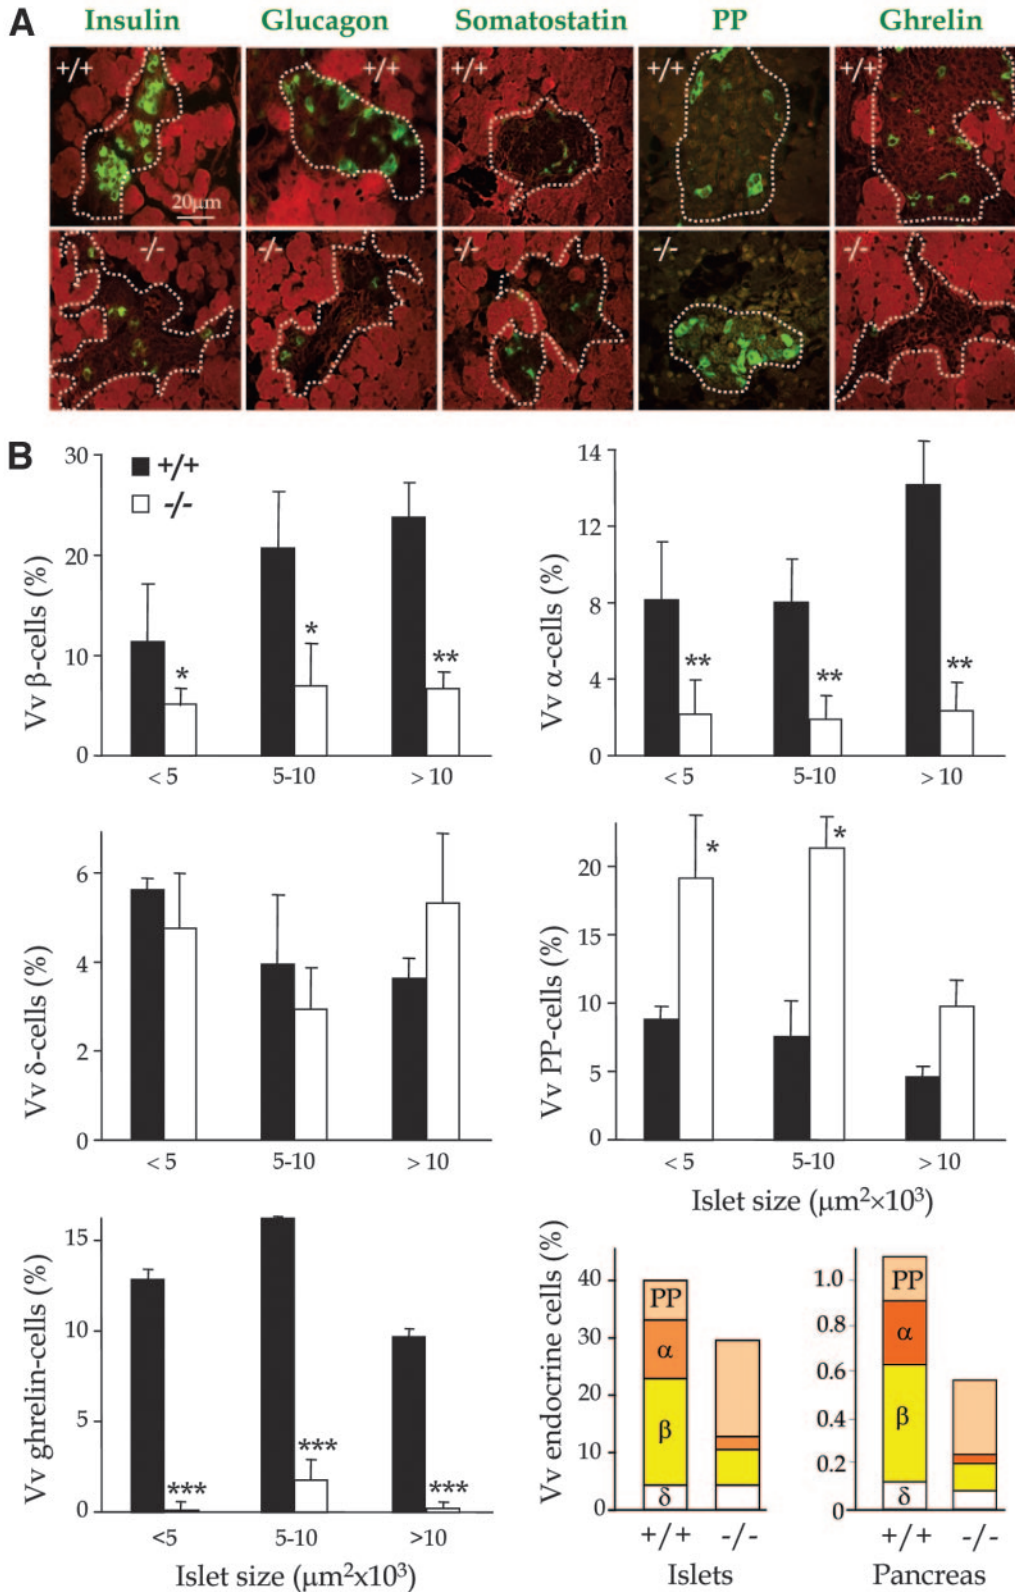 A
Insulin Glucagon Somatostatin PP Ghrelin
+/+ +/+ +/+ +/+ +/+
20µm
-/- -/- -/- -/- -/-
B
+/+
-/-
Vv β-cells (%)
30
20
10
0
*
*
**
< 5 5-10 > 10
Vv α-cells (%)
14
12
8
4
0
**
**
**
< 5 5-10 > 10
Vv δ-cells (%)
6
4
2
0
< 5 5-10 > 10
Vv PP-cells (%)
20
15
10
5
0
*
*
< 5 5-10 > 10
Islet size (µm²×10³)
Vv ghrelin-cells (%)
15
10
5
0
***
***
***
<5 5-10 >10
Islet size (µm²x10³)
Vv endocrine cells (%)
40
30
20
10
0
PP
α
β
δ
+/+ -/-
Islets
1.0
0.8
0.6
0.4
0.2
0
PP
α
β
δ
+/+ -/-
Pancreas